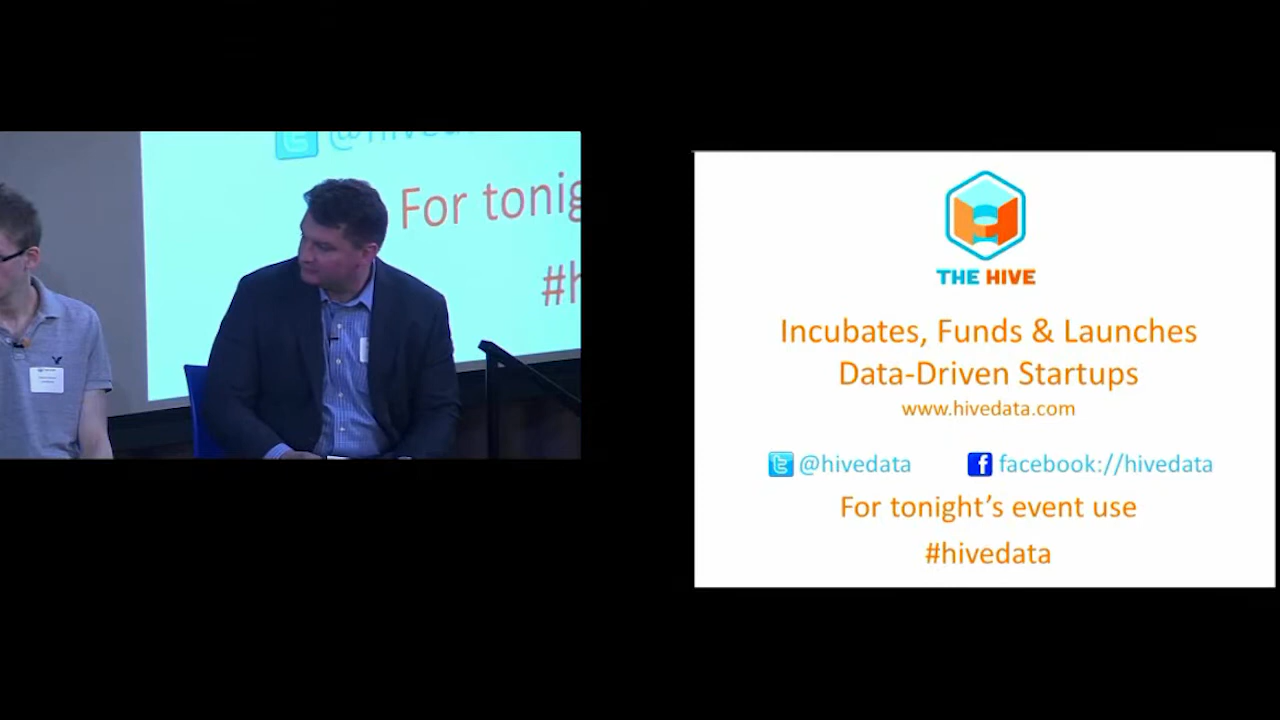 @hiveda
For tonig
#h
THE HIVE
Incubates, Funds & Launches
Data-Driven Startups
www.hivedata.com
@hivedata
facebook://hivedata
For tonight's event use
#hivedata